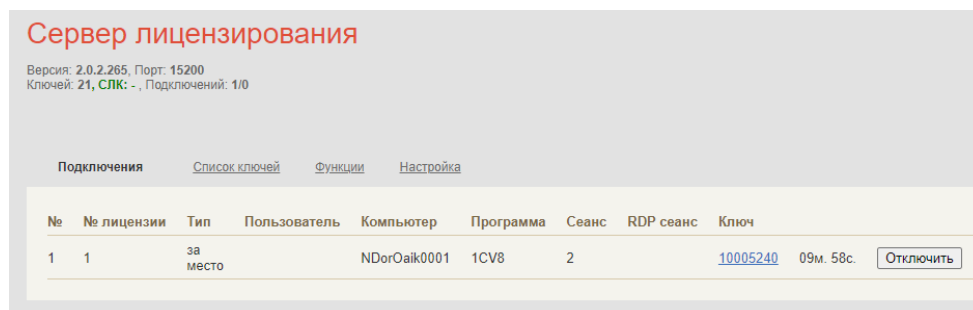 Сервер лицензирования
Версия: 2.0.2.265, Порт: 15200
Ключей: 21, СЛК: - , Подключений: 1/0
Подключения Список ключей Функции Настройка
№ № лицензии Тип Пользователь Компьютер Программа Сеанс RDP сеанс Ключ
1 1 за место NDorOaik0001 1CV8 2 10005240 09м. 58с. Отключить